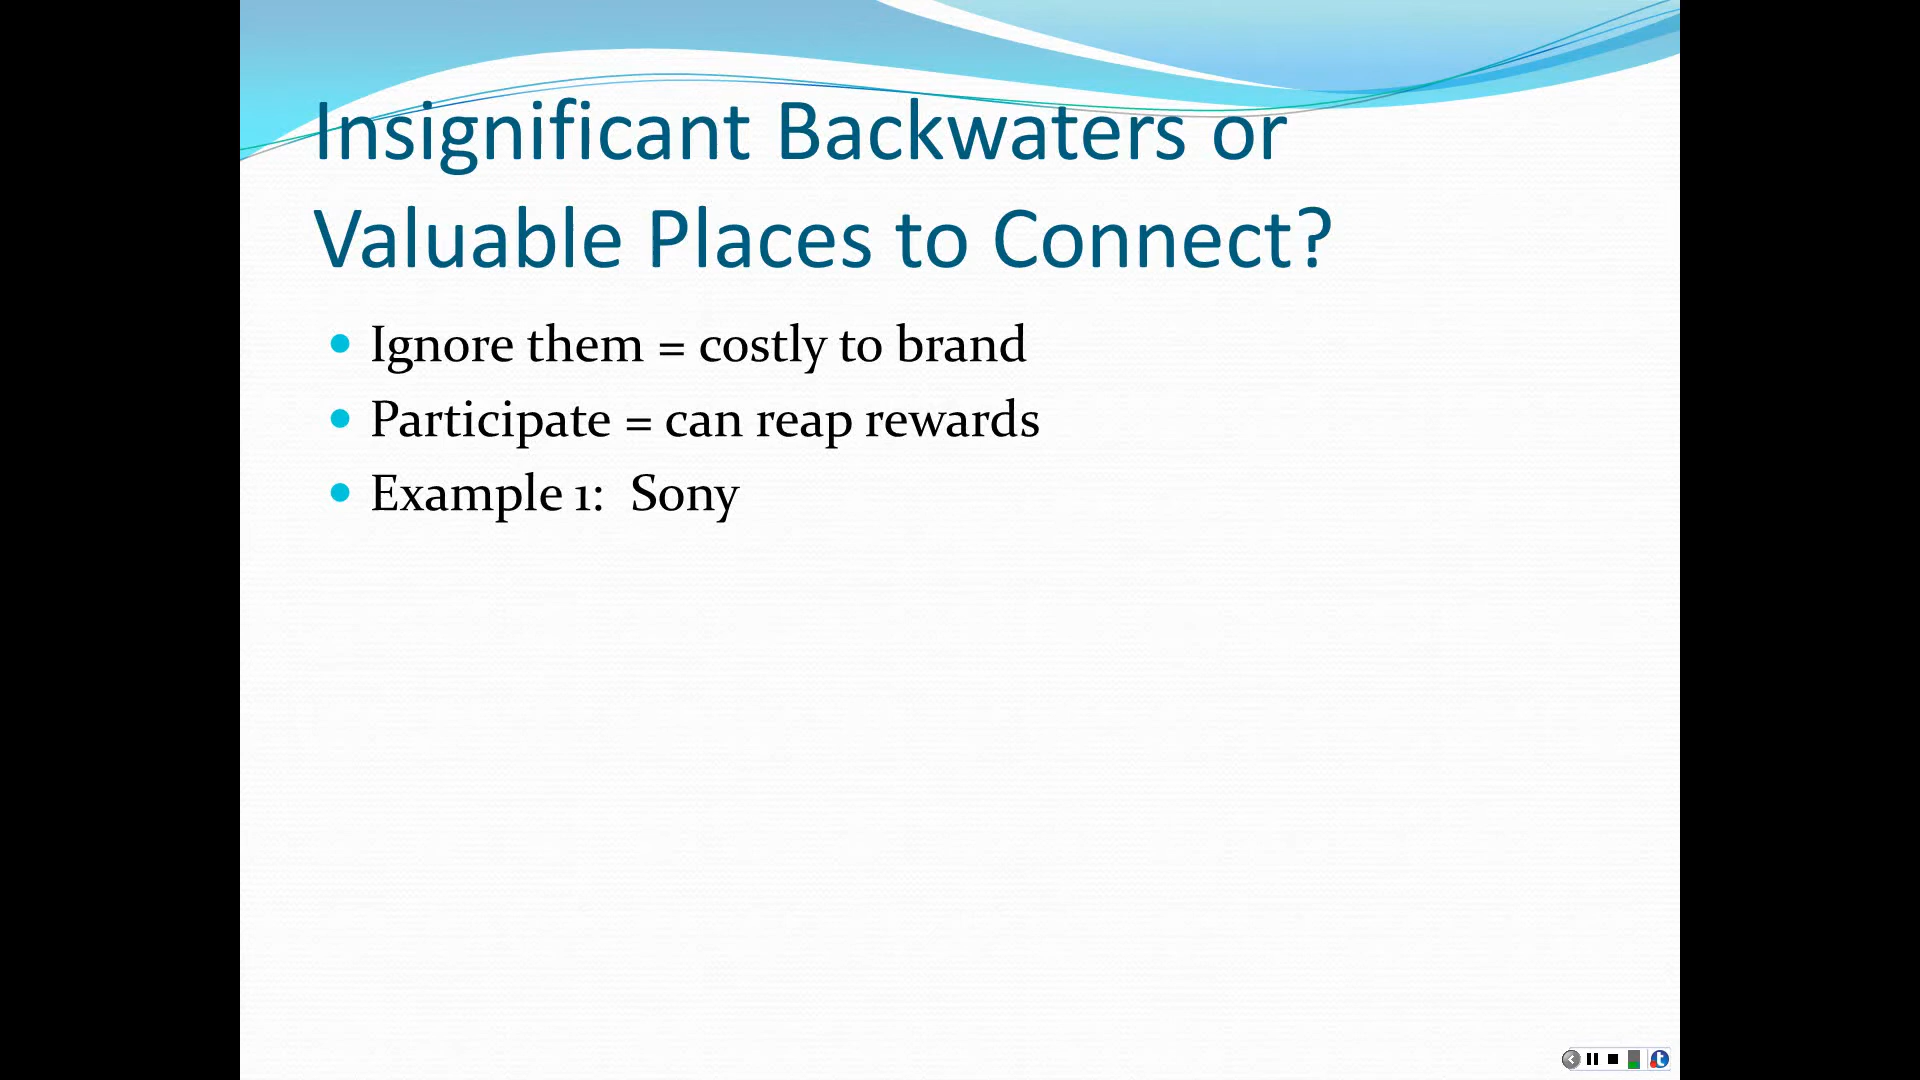 Insignificant Backwaters or
Valuable Places to Connect?
Ignore them = costly to brand
Participate = can reap rewards
Example 1: Sony